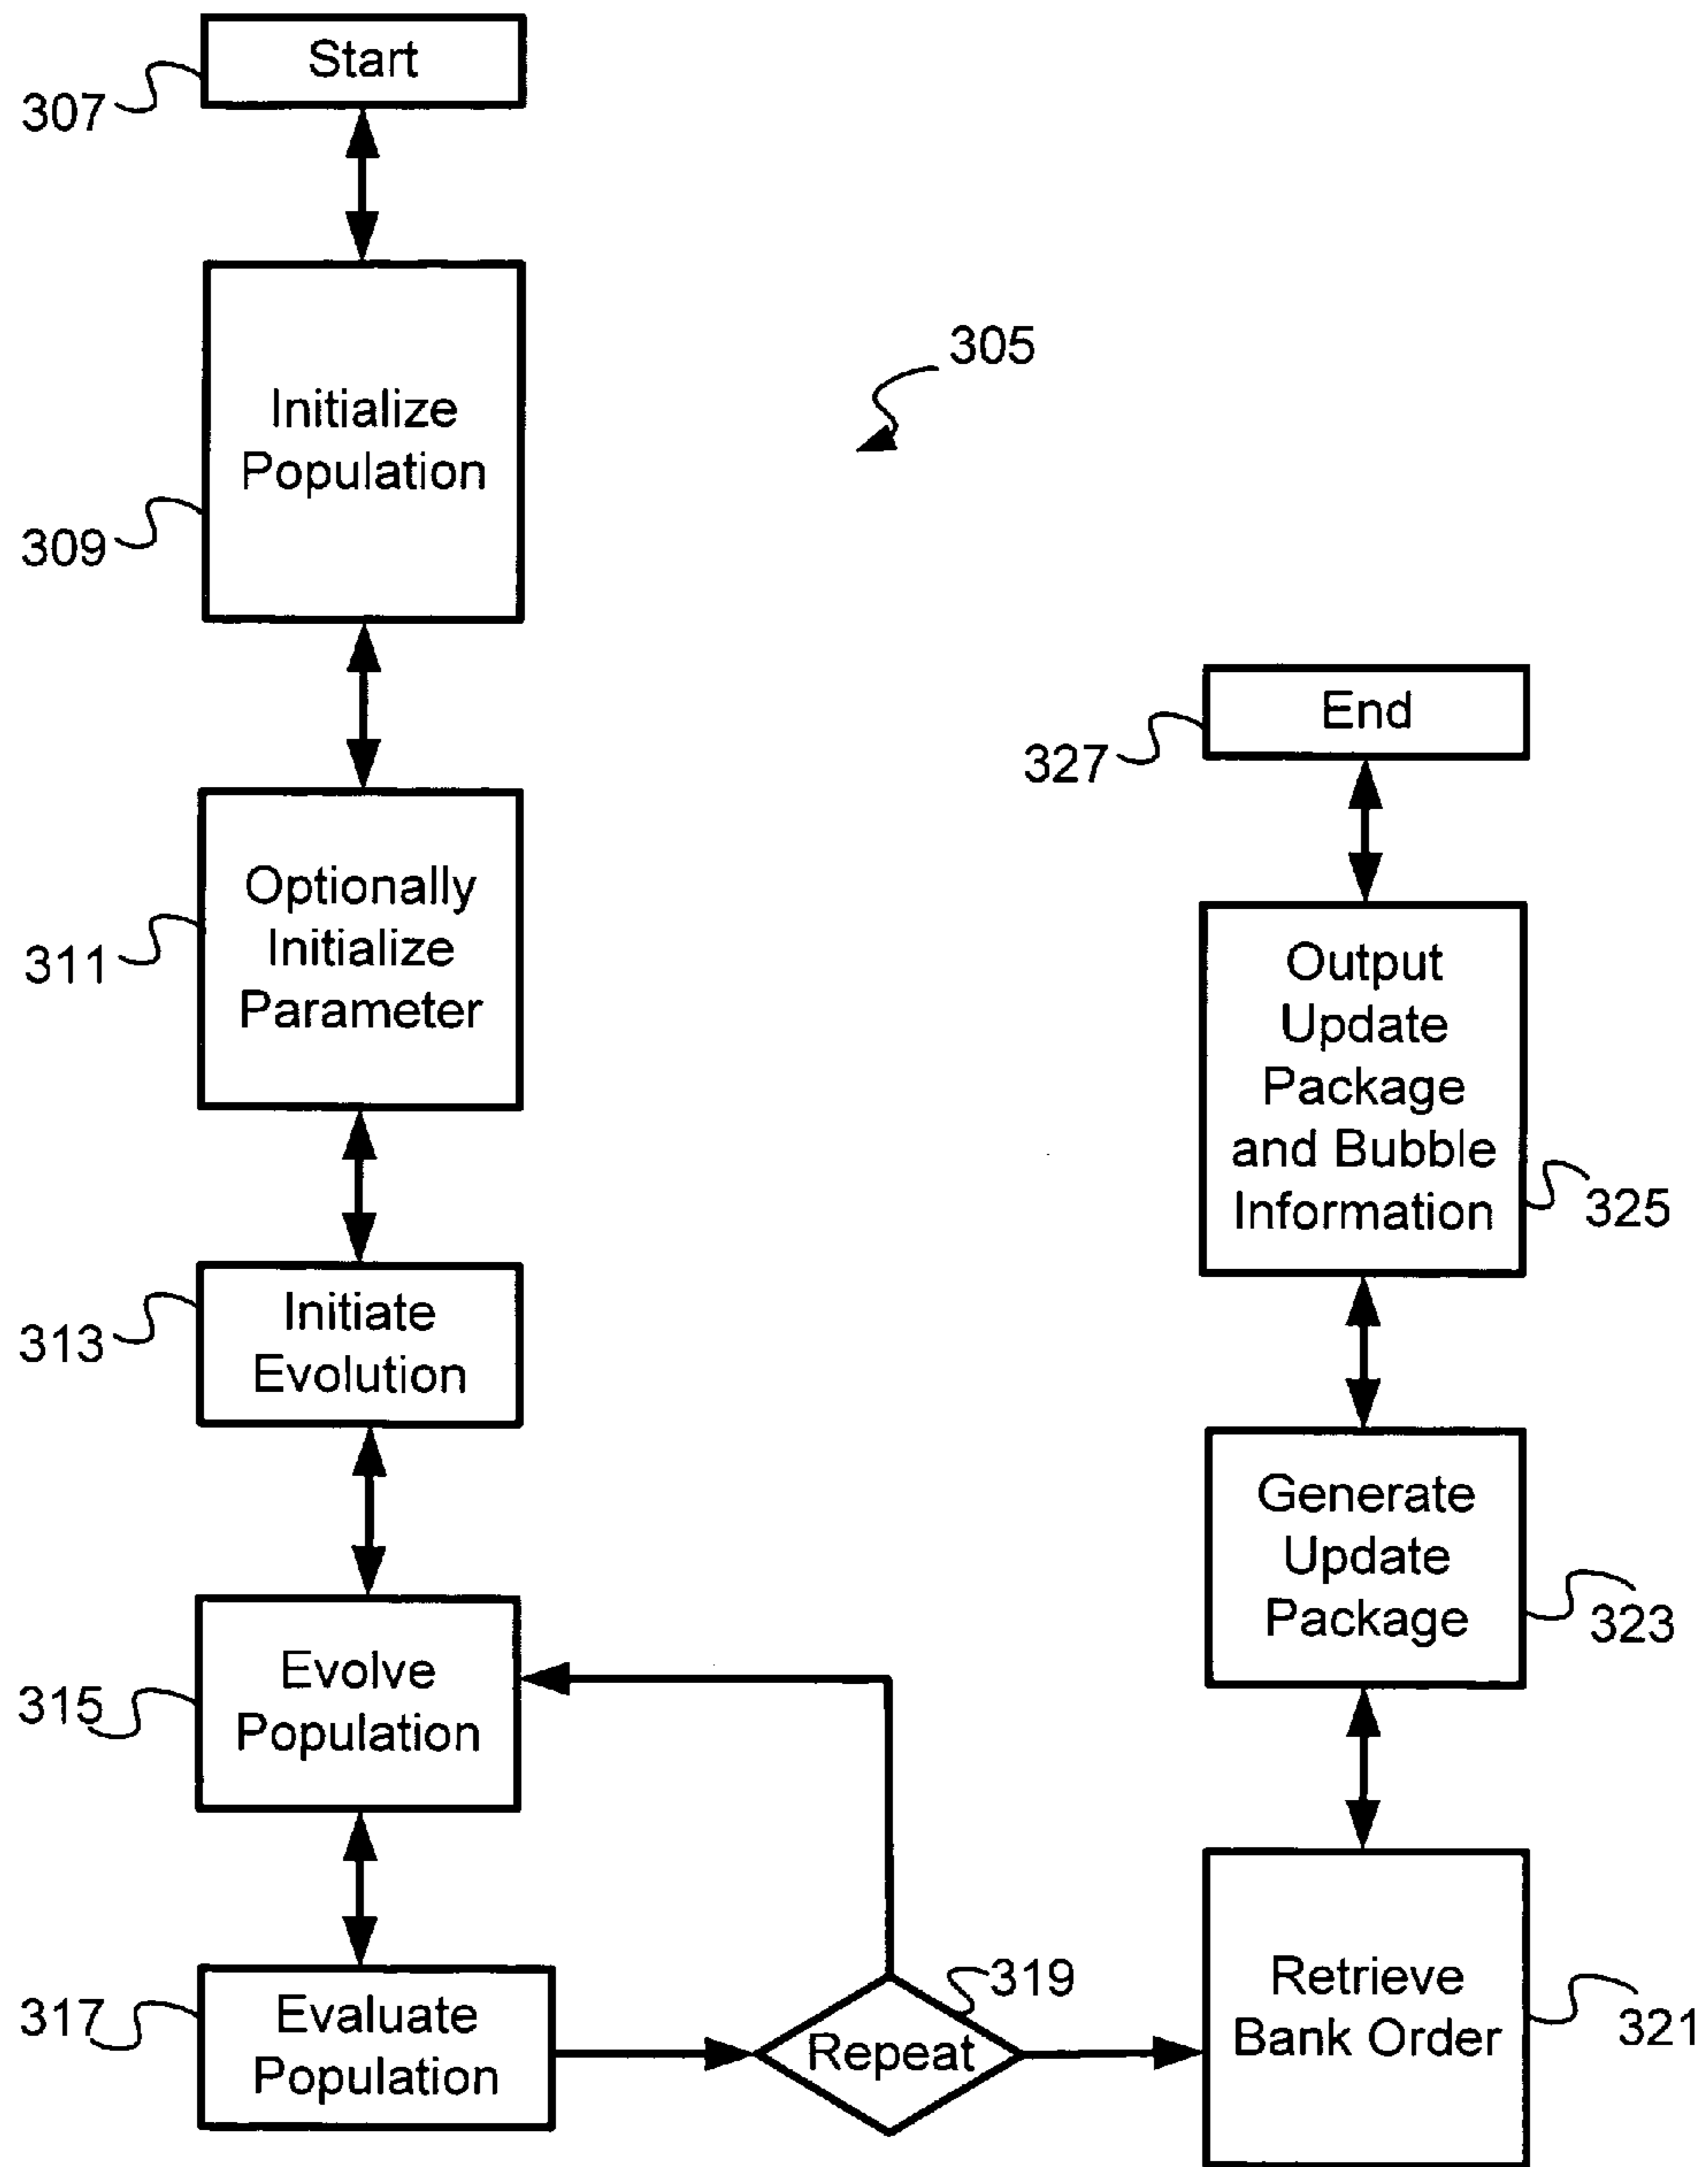 Start
307
Initialize
Population
309
305
Optionally
Initialize
Parameter
311
Initiate
Evolution
313
Evolve
Population
315
Evaluate
Population
317
Repeat
319
Retrieve
Bank Order
321
Generate
Update
Package
323
Output
Update
Package
and Bubble
Information
325
End
327